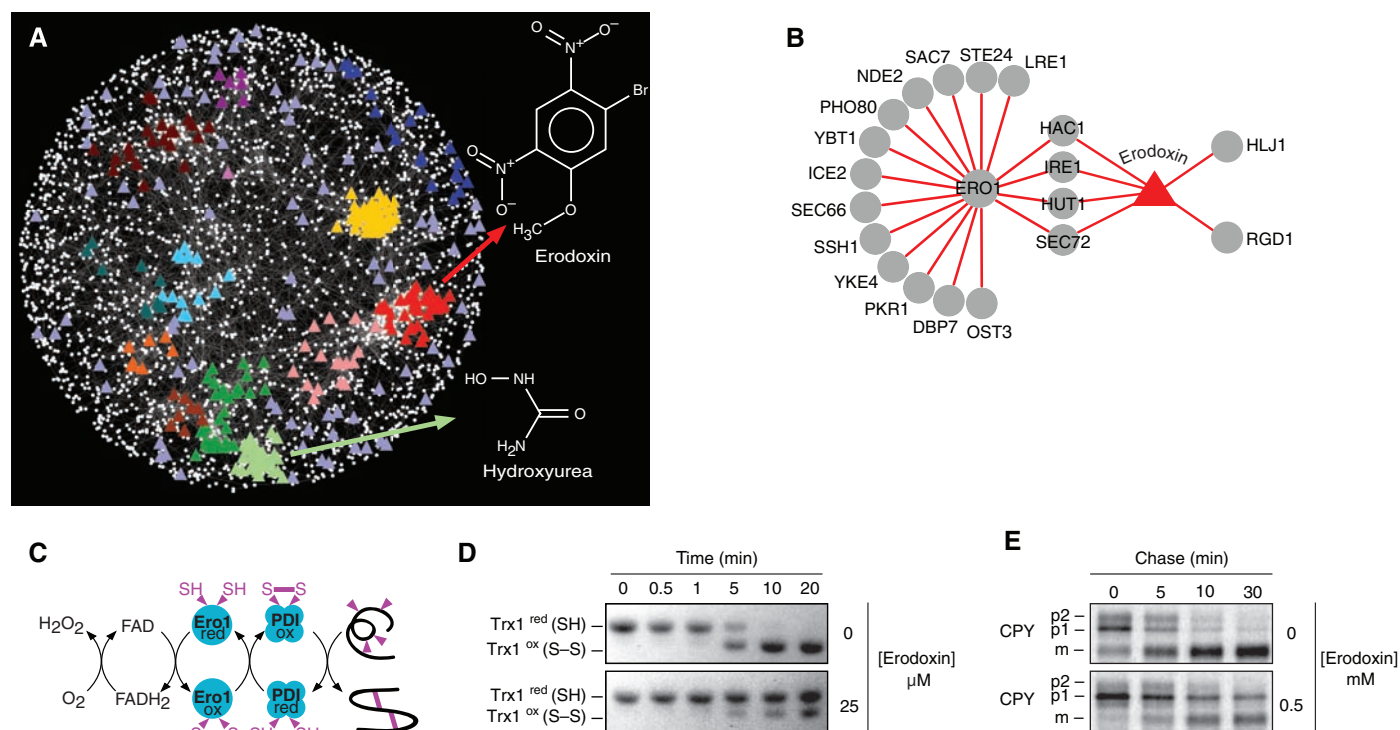 A
O
O⁻
N⁺
Br
O
N⁺
O⁻
O
H₃C
Erodoxin
HO
NH
O
H₂N
Hydroxyurea
B
SAC7
STE24
LRE1
NDE2
PHO80
YBT1
ICE2
SEC66
SSH1
YKE4
PKR1
DBP7
OST3
ERO1
HAC1
IRE1
HUT1
SEC72
Erodoxin
HLJ1
RGD1
C
SH SH S S
H₂O₂ FAD Ero1 red PDI ox
O₂ FADH₂ Ero1 ox PDI red
D
Time (min)
0 0.5 1 5 10 20
Trx1 red (SH)
Trx1 ox (S–S)
0
Trx1 red (SH)
Trx1 ox (S–S)
25
[Erodoxin]
µM
E
Chase (min)
0 5 10 30
CPY
p2
p1
m
0
CPY
p2
p1
m
0.5
[Erodoxin]
mM